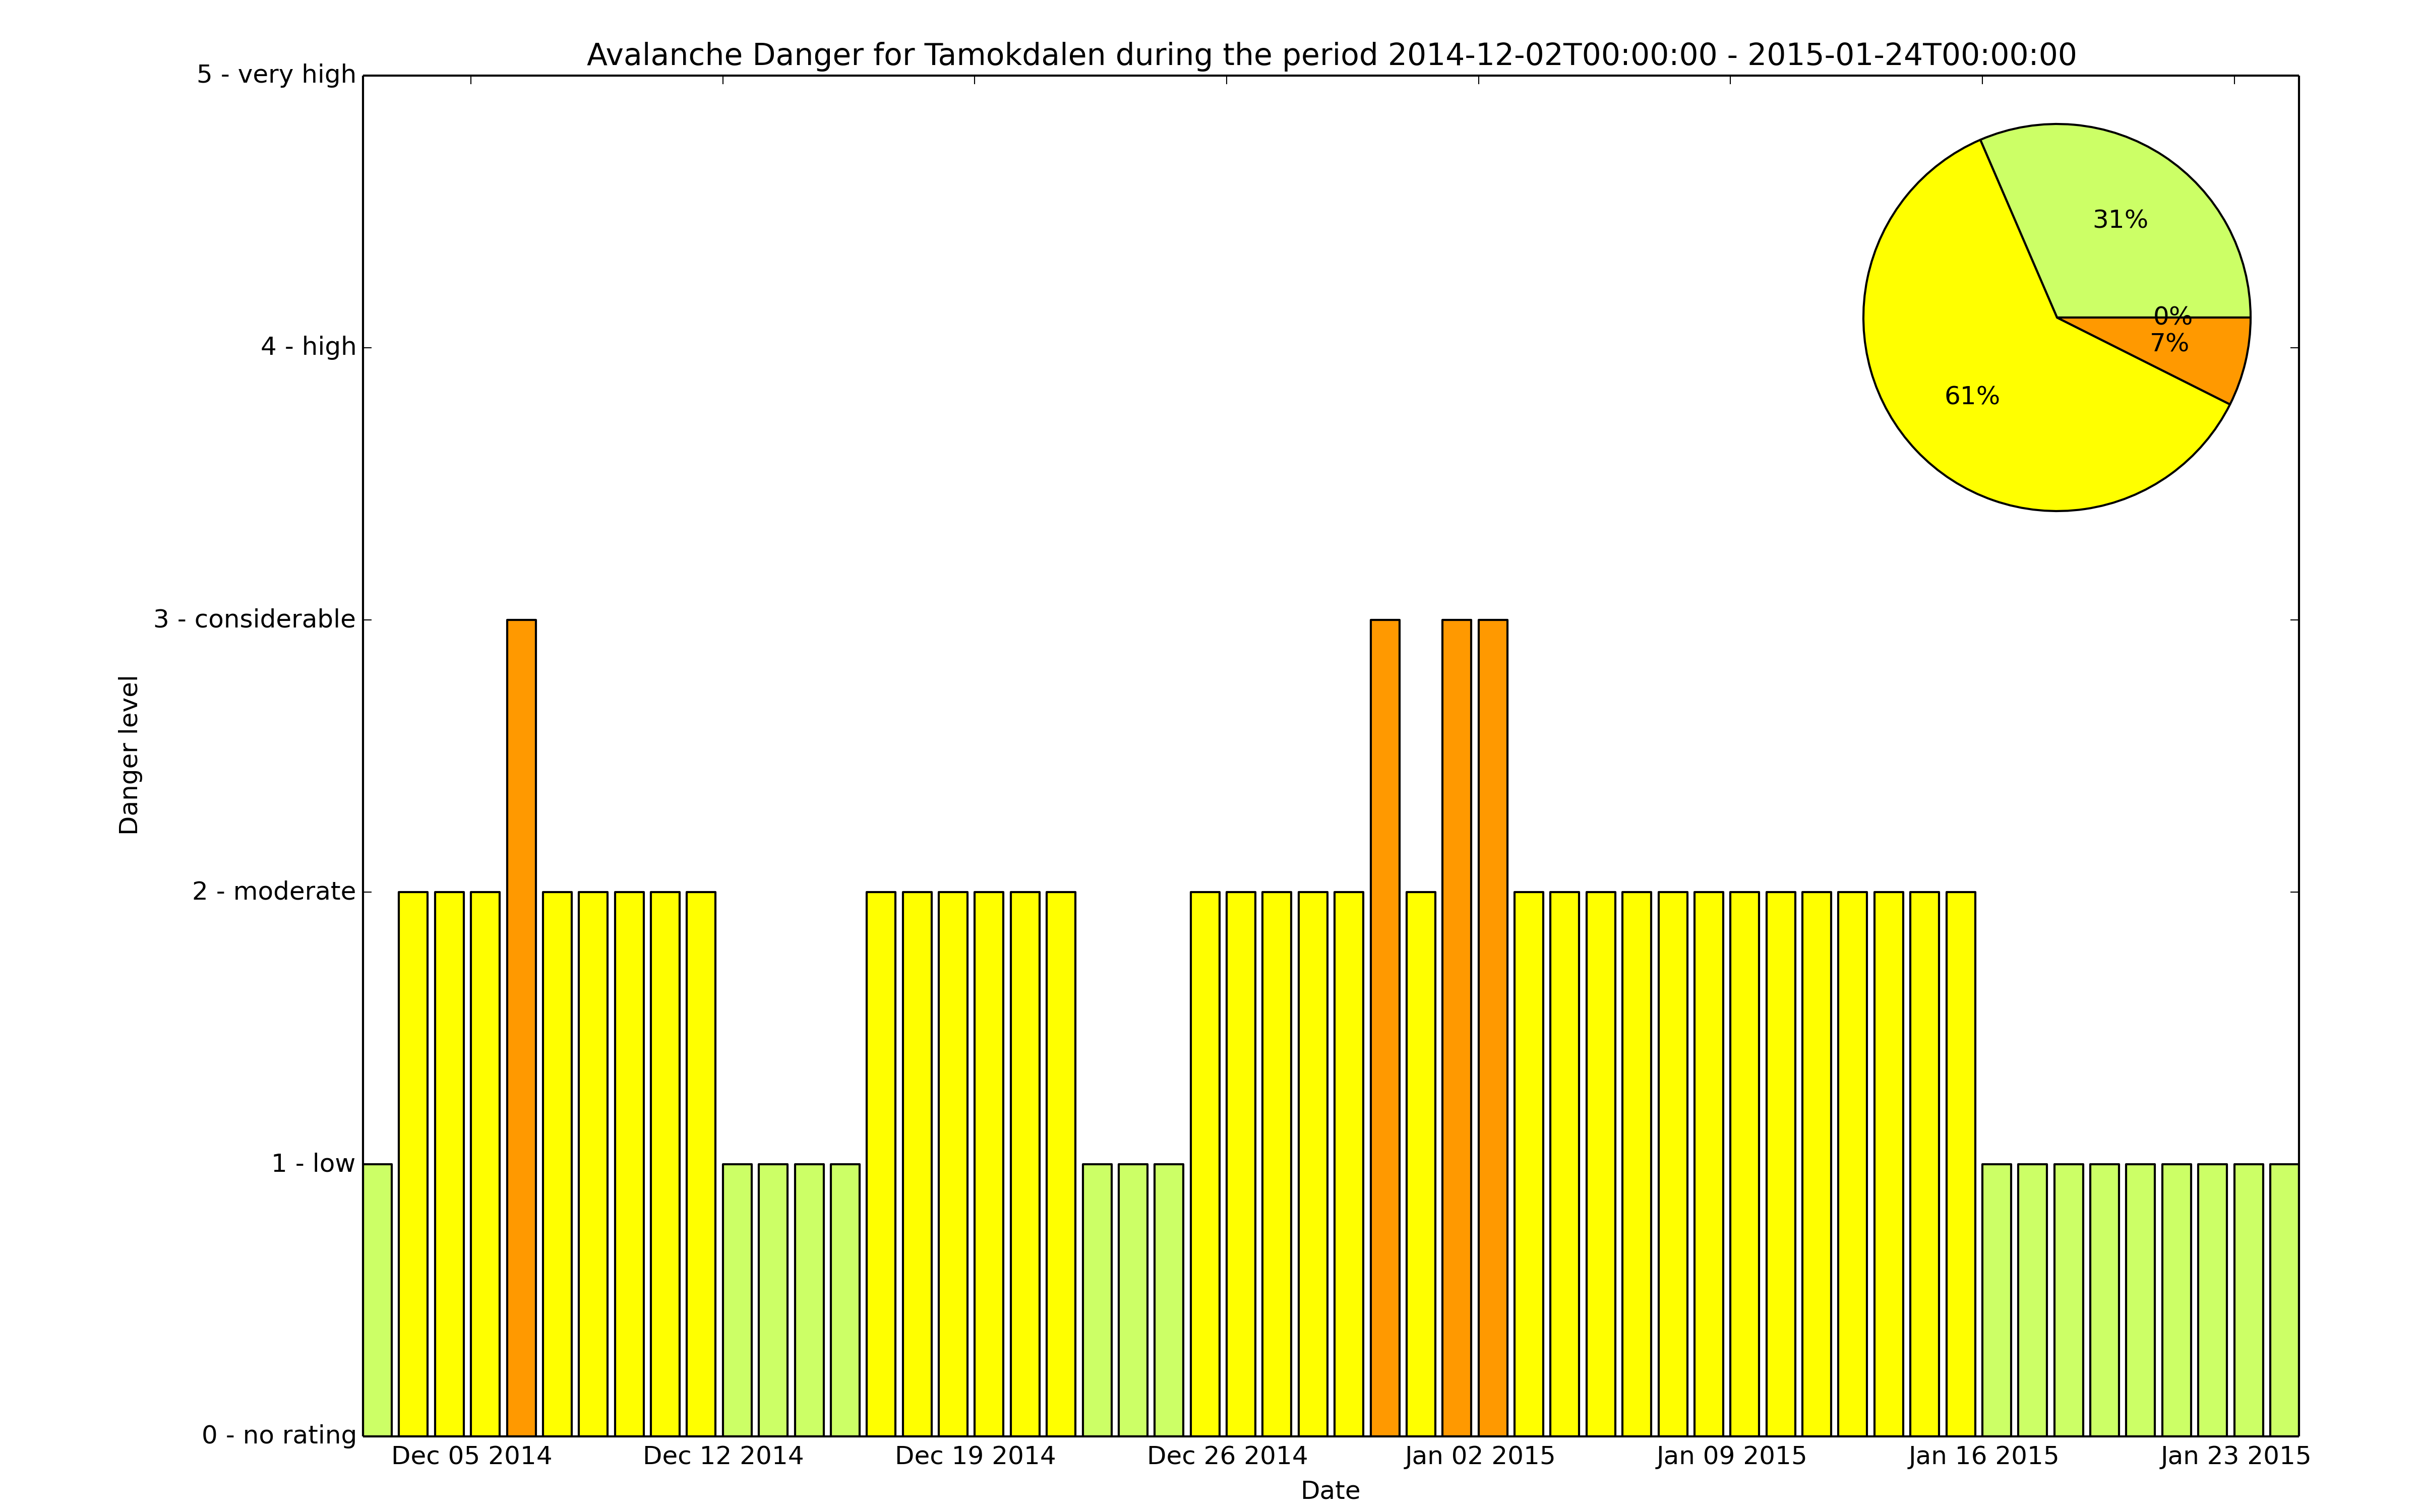 Avalanche Danger for Tamokdalen during the period 2014-12-02T00:00:00 - 2015-01-24T00:00:00
5 - very high
4 - high
3 - considerable
2 - moderate
1 - low
0 - no rating
Danger level
31%
0%
7%
61%
Dec 05 2014
Dec 12 2014
Dec 19 2014
Dec 26 2014
Jan 02 2015
Jan 09 2015
Jan 16 2015
Jan 23 2015
Date